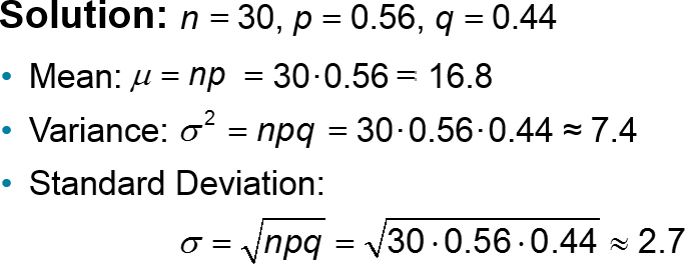 Solution: n = 30, p = 0.56, q = 0.44
• Mean: μ = np = 30·0.56 = 16.8
• Variance: σ² = npq = 30·0.56·0.44 ≈ 7.4
• Standard Deviation:
σ = √npq = √30·0.56·0.44 ≈ 2.7